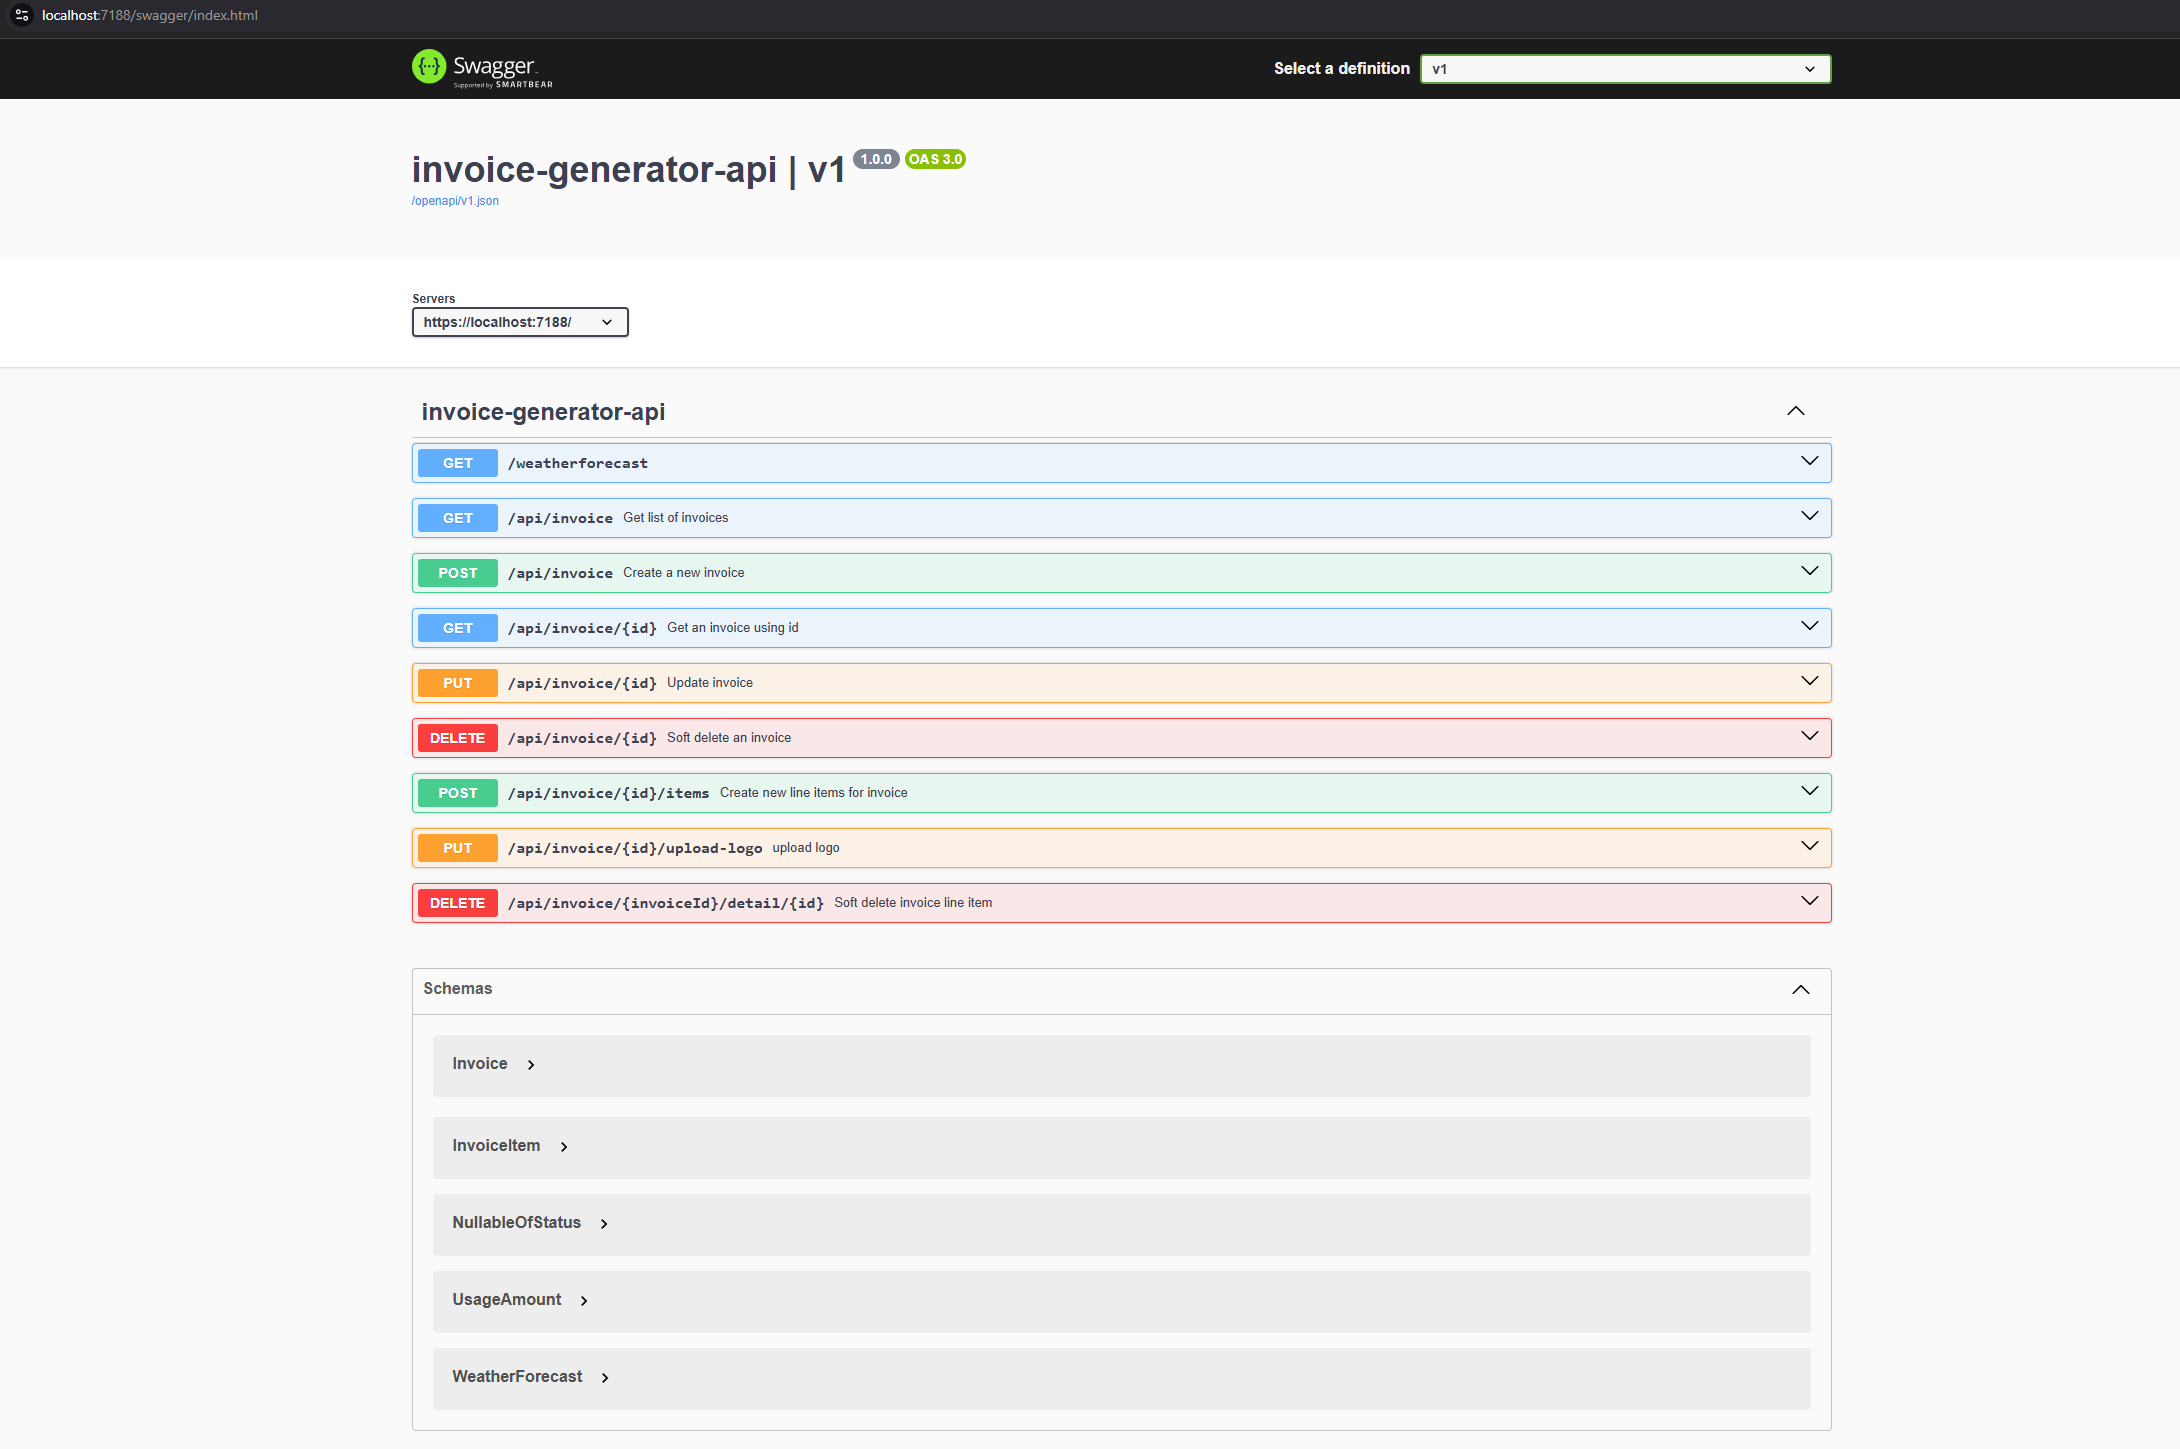 localhost:7188/swagger/index.html
{···} Swagger
Supported by SMARTBEAR
Select a definition v1
invoice-generator-api | v1 1.0.0 OAS 3.0
/openapi/v1.json
Servers
https://localhost:7188/
invoice-generator-api
GET /weatherforecast
GET /api/invoice Get list of invoices
POST /api/invoice Create a new invoice
GET /api/invoice/{id} Get an invoice using id
PUT /api/invoice/{id} Update invoice
DELETE /api/invoice/{id} Soft delete an invoice
POST /api/invoice/{id}/items Create new line items for invoice
PUT /api/invoice/{id}/upload-logo upload logo
DELETE /api/invoice/{invoiceId}/detail/{id} Soft delete invoice line item
Schemas
Invoice
InvoiceItem
NullableOfStatus
UsageAmount
WeatherForecast